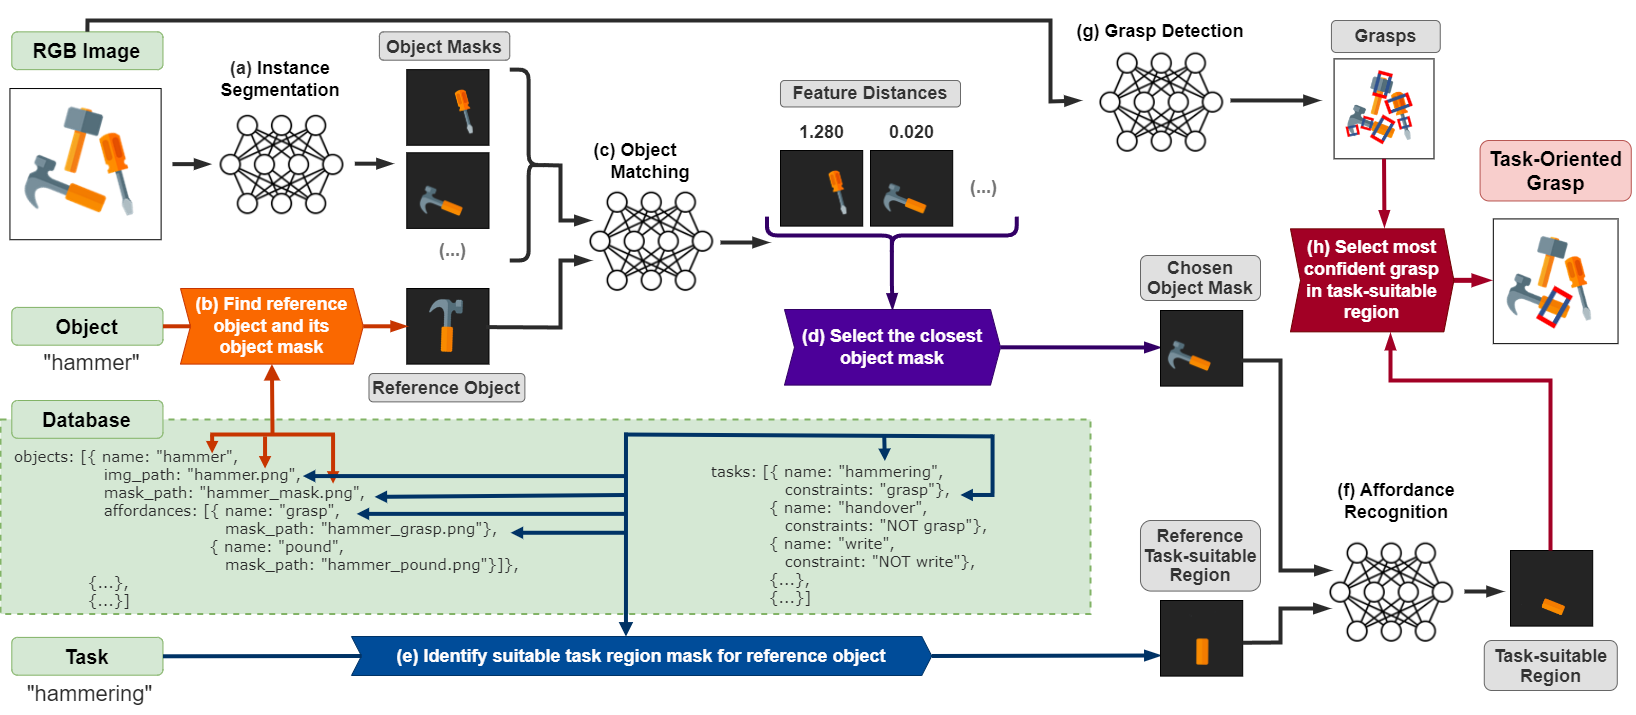 RGB Image
(a) Instance
Segmentation
Object Masks
(...)
(c) Object
Matching
Feature Distances
1.280 0.020
(...)
(g) Grasp Detection
Grasps
Task-Oriented
Grasp
(h) Select most
confident grasp
in task-suitable
region
Object
"hammer"
(b) Find reference
object and its
object mask
Reference Object
(d) Select the closest
object mask
Chosen
Object Mask
Database
objects: [{ name: "hammer",
img_path: "hammer.png",
mask_path: "hammer_mask.png",
affordances: [{ name: "grasp",
mask_path: "hammer_grasp.png"},
{ name: "pound",
mask_path: "hammer_pound.png"}]},
{...},
{...}]
tasks: [{ name: "hammering",
constraints: "grasp"},
{ name: "handover",
constraints: "NOT grasp"},
{ name: "write",
constraint: "NOT write"},
{...},
{...}]
Reference
Task-suitable
Region
(f) Affordance
Recognition
Task
"hammering"
(e) Identify suitable task region mask for reference object
Task-suitable
Region